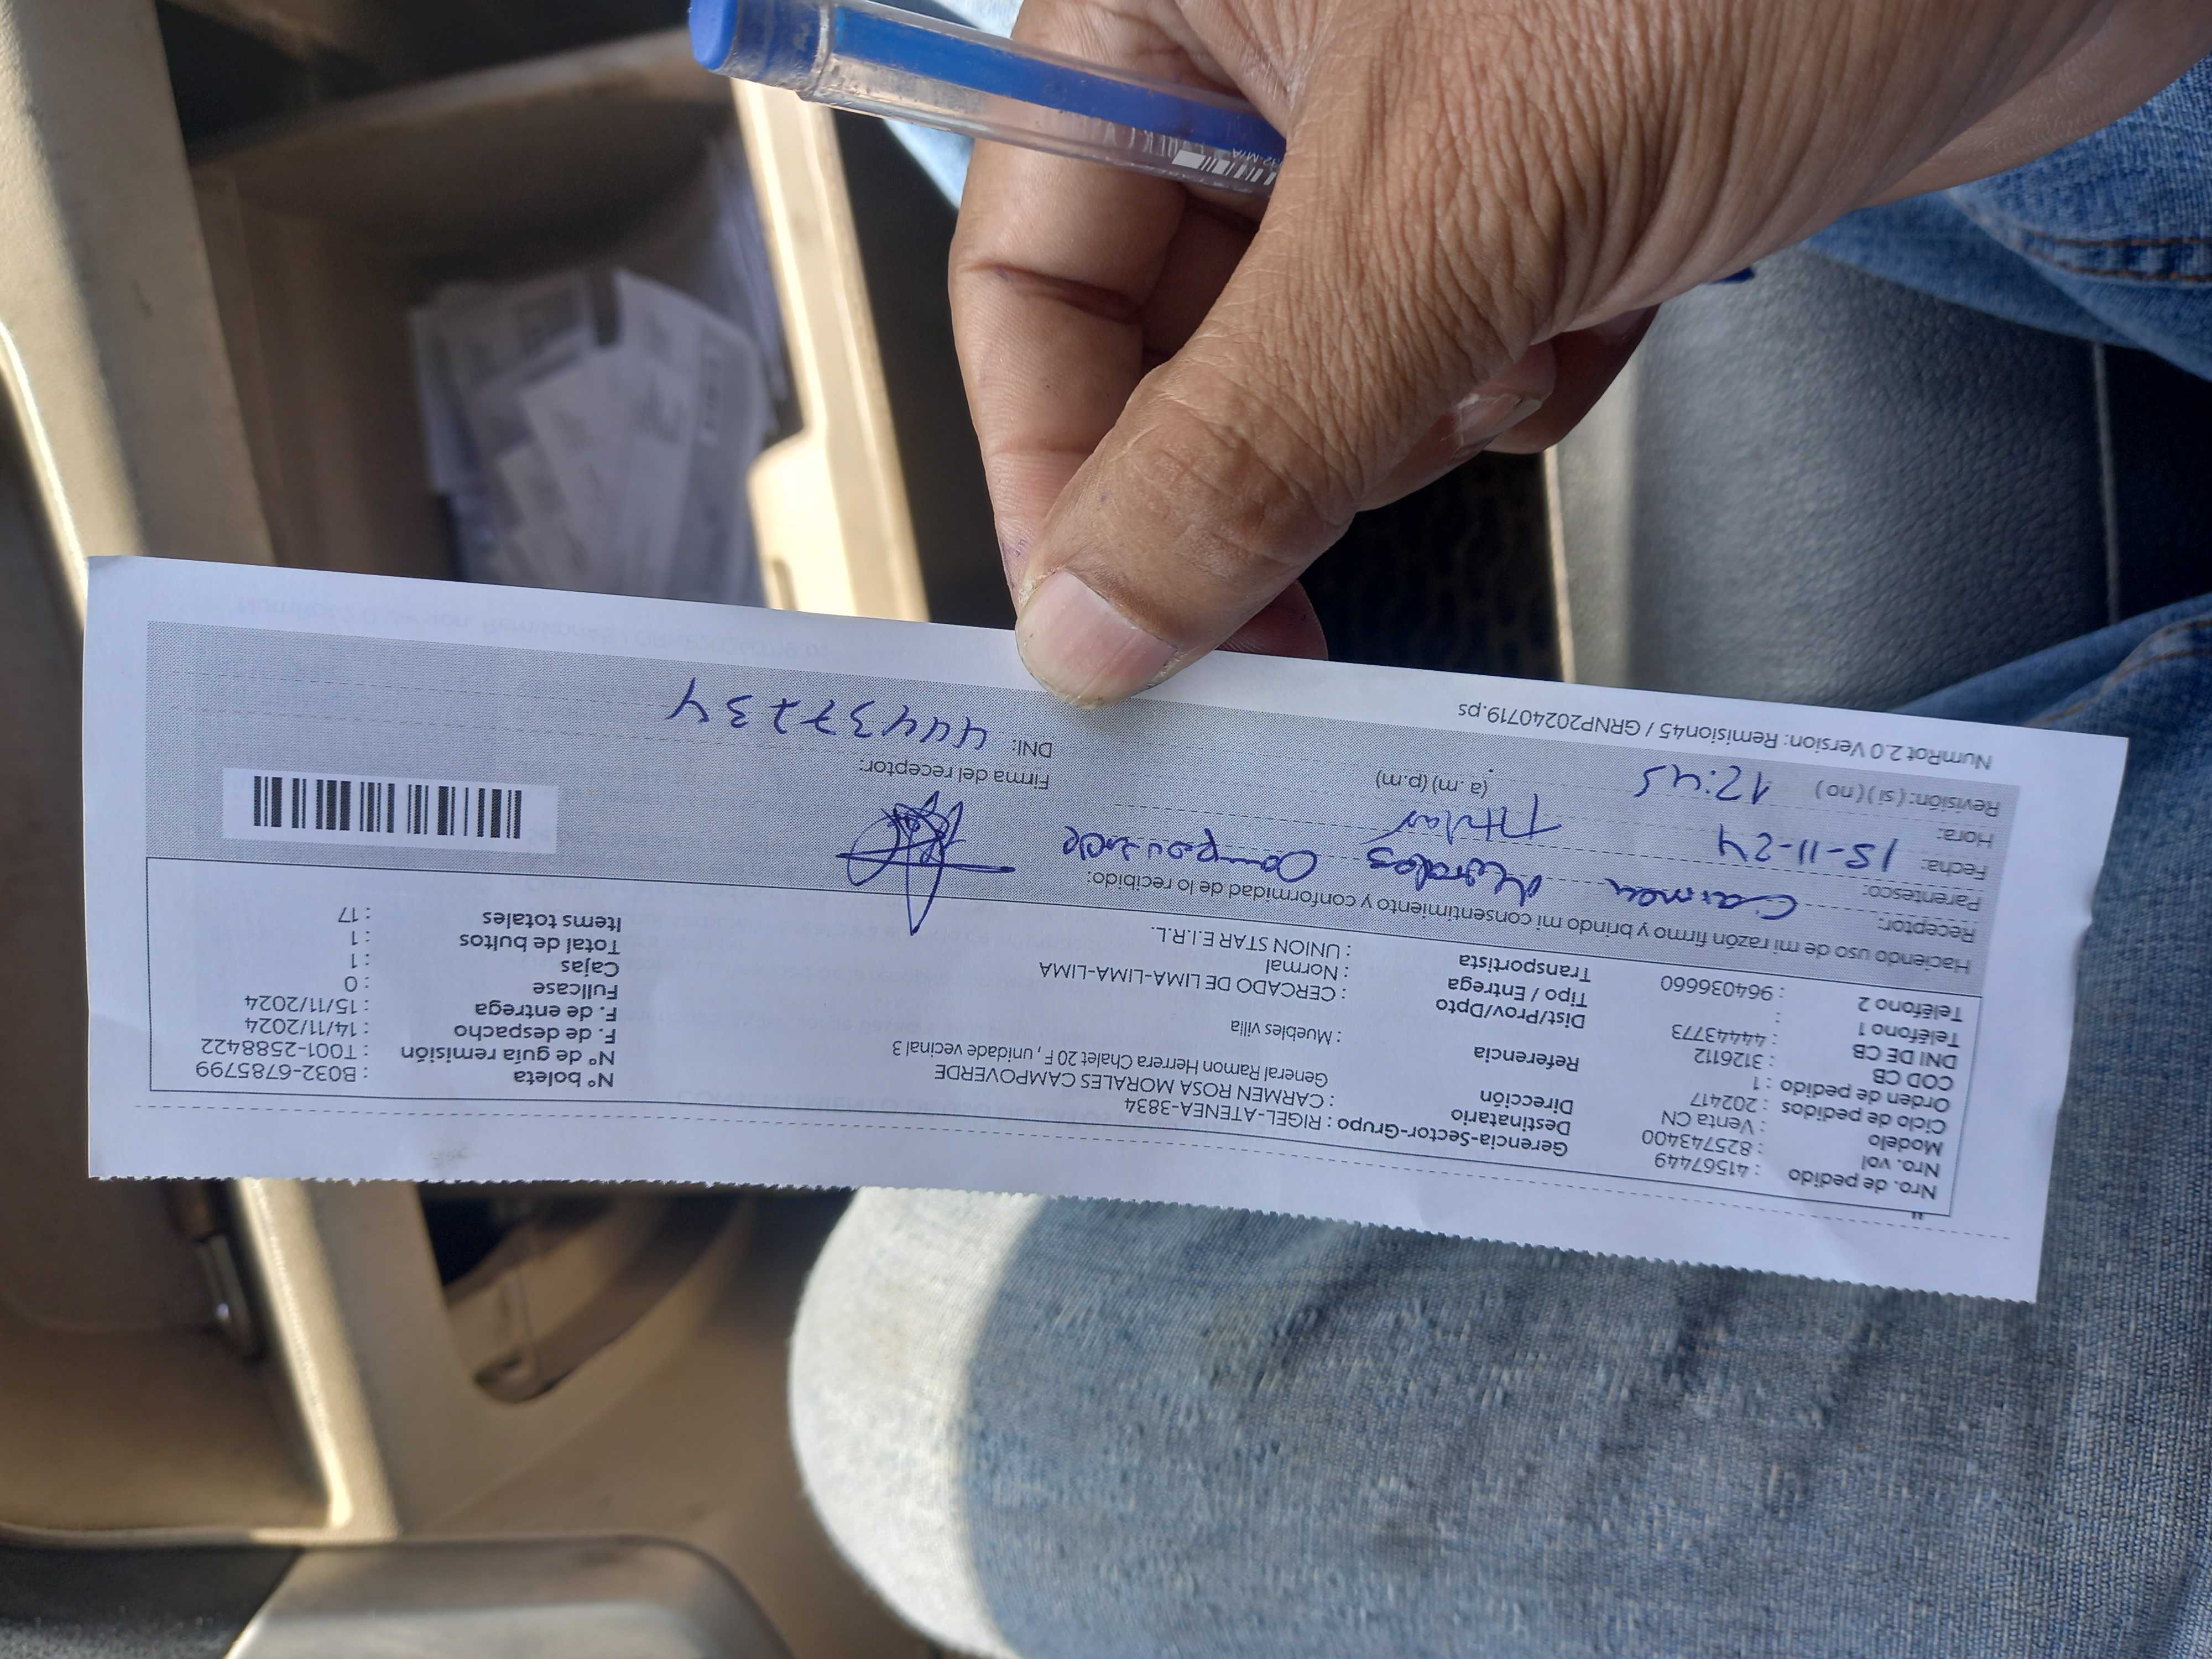 Nro. de pedido : 41567449
Nro. vol : 825743400
Modelo : Venta CN
Ciclo de pedidos : 202417
Orden de pedido : 1
COD CB : 3126112
DNI DE CB : 44443773
Teléfono 1 :
Teléfono 2 : 964036660
Gerencia-Sector-Grupo : RIGEL-ATENEA-3834
Destinatario : CARMEN ROSA MORALES CAMPOVERDE
Dirección General Ramon Herrera Chalet 20 F , unidade vecinal 3
Referencia : Muebles villa
Dist/Prov/Dpto : CERCADO DE LIMA-LIMA-LIMA
Tipo / Entrega : Normal
Transportista : UNION STAR E.I.R.L.
N° boleta : B032-6785799
N° de guía remisión : T001-2588422
F. de despacho : 14/11/2024
F. de entrega : 15/11/2024
Fullcase : 0
Cajas : 1
Total de bultos : 1
Items totales : 17
Haciendo uso de mi razón firmo y brindo mi consentimiento y conformidad de lo recibido:
Receptor: Carmen Morales Campoverde
Parentesco: Titular
Fecha: 15-11-24
Hora: 12:45 (a .m) (p.m)
Revisión: ( si ) ( no )
Firma del receptor:
DNI:
NumRot 2.0 Version: Remision45 / GRNP20240719.ps